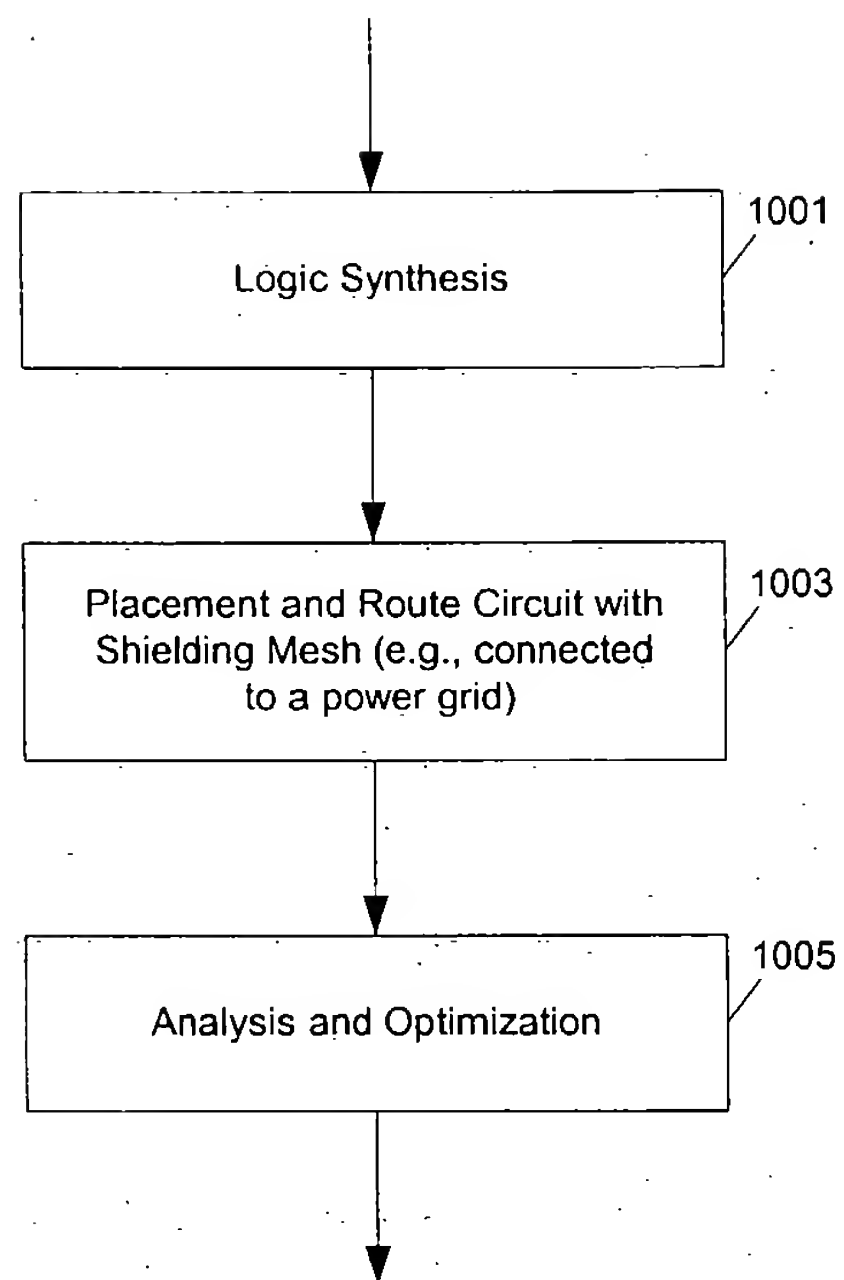 1001
Logic Synthesis
1003
Placement and Route Circuit with
Shielding Mesh (e.g., connected
to a power grid)
1005
Analysis and Optimization